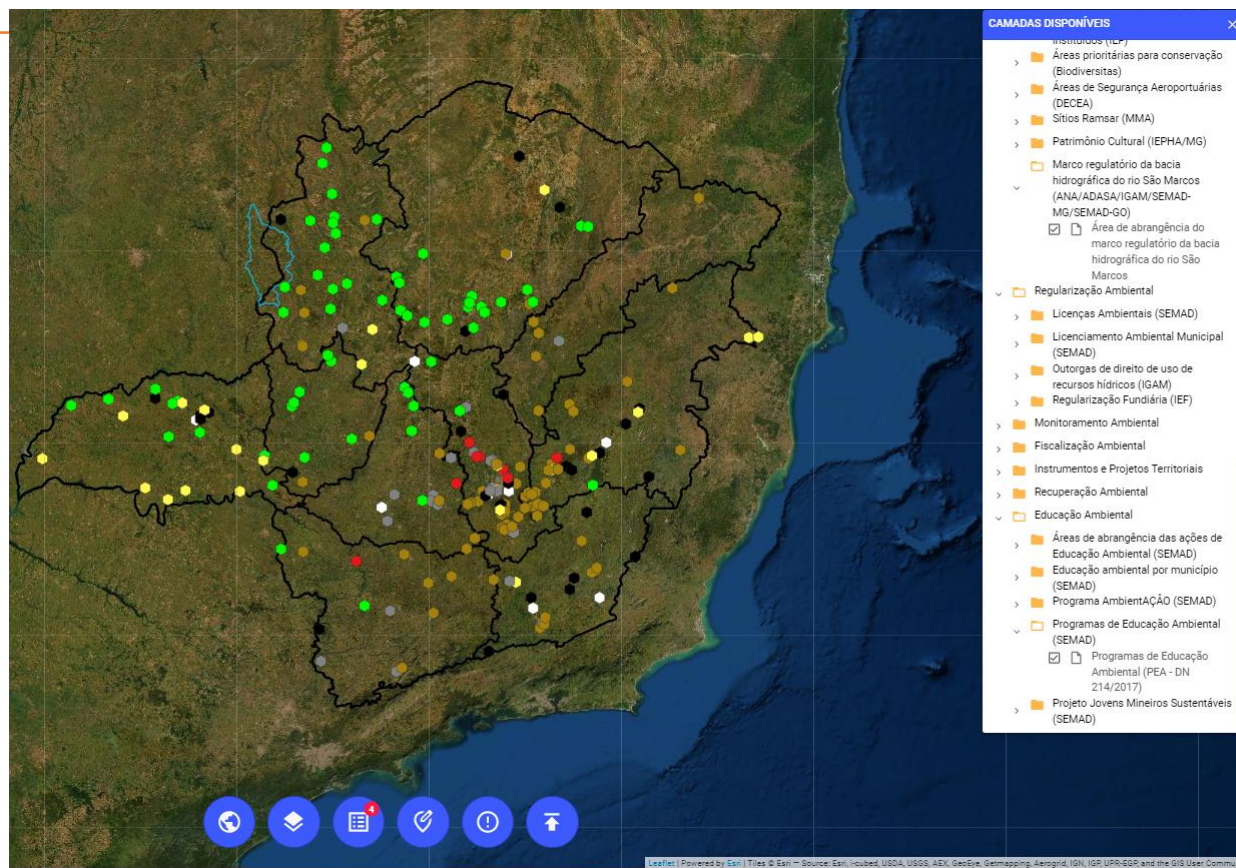 CAMADAS DISPONÍVEIS
Instituídos (IEF)
Áreas prioritárias para conservação
(Biodiversitas)
Áreas de Segurança Aeroportuárias
(DECEA)
Sítios Ramsar (MMA)
Patrimônio Cultural (IEPHA/MG)
Marco regulatório da bacia
hidrográfica do rio São Marcos
(ANA/ADASA/IGAM/SEMAD-
MG/SEMAD-GO)
Área de abrangência do
marco regulatório da bacia
hidrográfica do rio São
Marcos
Regularização Ambiental
Licenças Ambientais (SEMAD)
Licenciamento Ambiental Municipal
(SEMAD)
Outorgas de direito de uso de
recursos hídricos (IGAM)
Regularização Fundiária (IEF)
Monitoramento Ambiental
Fiscalização Ambiental
Instrumentos e Projetos Territoriais
Recuperação Ambiental
Educação Ambiental
Áreas de abrangência das ações de
Educação Ambiental (SEMAD)
Educação ambiental por município
(SEMAD)
Programa AmbientAÇÂO (SEMAD)
Programas de Educação Ambiental
(SEMAD)
Programas de Educação
Ambiental (PEA - DN
214/2017)
Projeto Jovens Mineiros Sustentáveis
(SEMAD)
4
Leaflet | Powered by Esri | Tiles © Esri — Source: Esri, i-cubed, USDA, USGS, AEX, GeoEye, Getmapping, Aerogrid, IGN, IGP, UPR-EGP, and the GIS User Commu